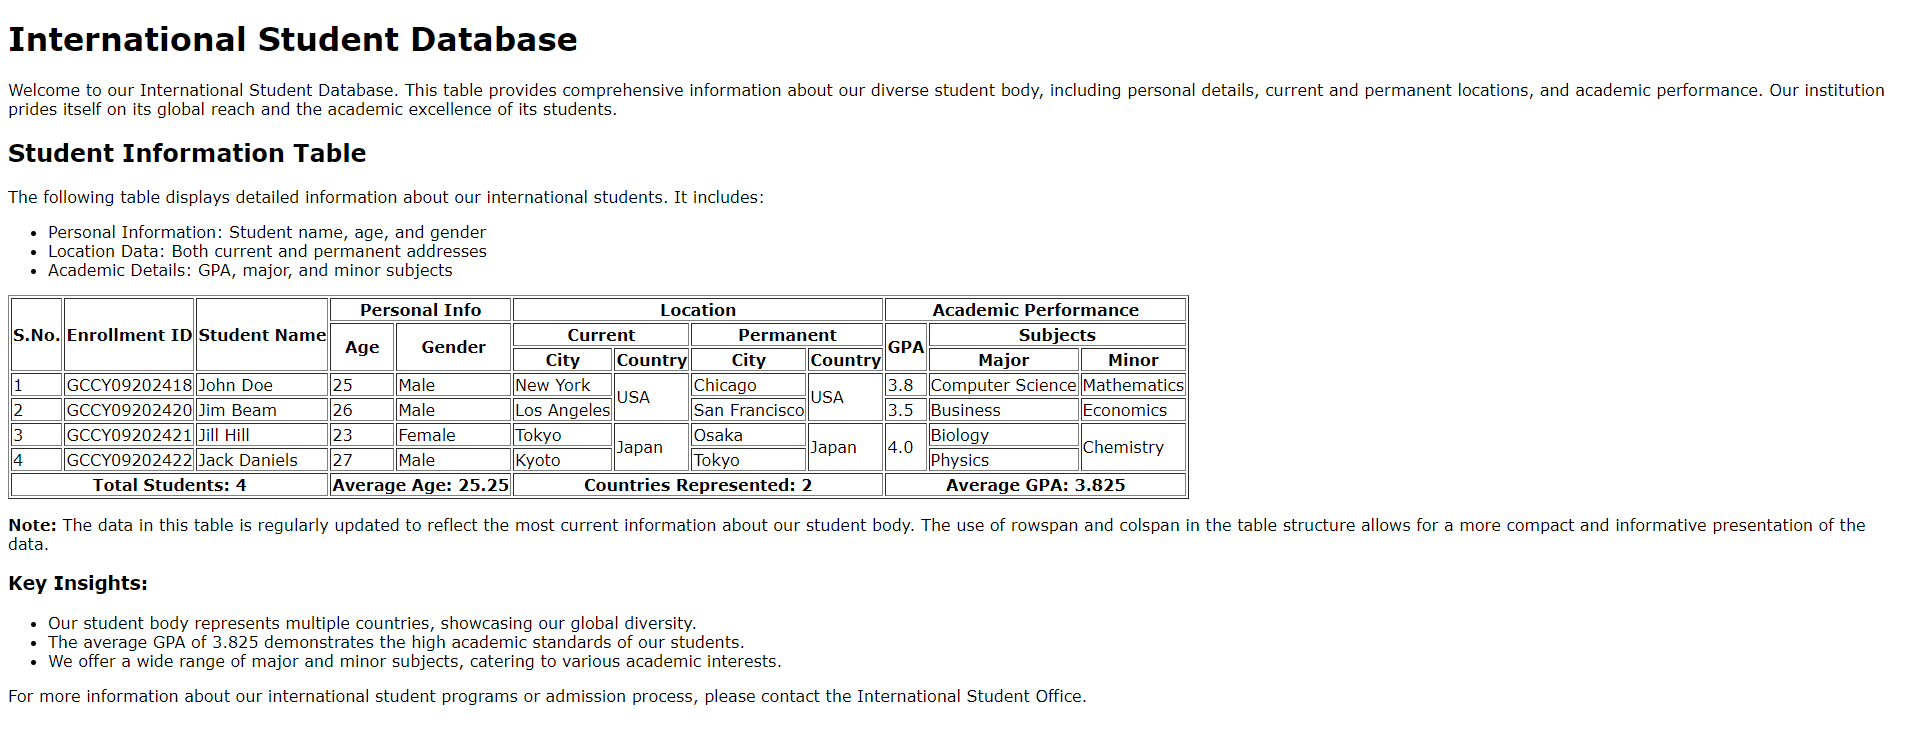 International Student Database
Welcome to our International Student Database. This table provides comprehensive information about our diverse student body, including personal details, current and permanent locations, and academic performance. Our institution
prides itself on its global reach and the academic excellence of its students.
Student Information Table
The following table displays detailed information about our international students. It includes:
• Personal Information: Student name, age, and gender
• Location Data: Both current and permanent addresses
• Academic Details: GPA, major, and minor subjects
S.No. Enrollment ID Student Name Personal Info Location Academic Performance
Age Gender Current Permanent GPA Subjects
City Country City Country Major Minor
1 GCCY09202418 John Doe 25 Male New York USA Chicago USA 3.8 Computer Science Mathematics
2 GCCY09202420 Jim Beam 26 Male Los Angeles San Francisco 3.5 Business Economics
3 GCCY09202421 Jill Hill 23 Female Tokyo Japan Osaka Japan 4.0 Biology Chemistry
4 GCCY09202422 Jack Daniels 27 Male Kyoto Tokyo Physics
Total Students: 4 Average Age: 25.25 Countries Represented: 2 Average GPA: 3.825
Note: The data in this table is regularly updated to reflect the most current information about our student body. The use of rowspan and colspan in the table structure allows for a more compact and informative presentation of the
data.
Key Insights:
• Our student body represents multiple countries, showcasing our global diversity.
• The average GPA of 3.825 demonstrates the high academic standards of our students.
• We offer a wide range of major and minor subjects, catering to various academic interests.
For more information about our international student programs or admission process, please contact the International Student Office.